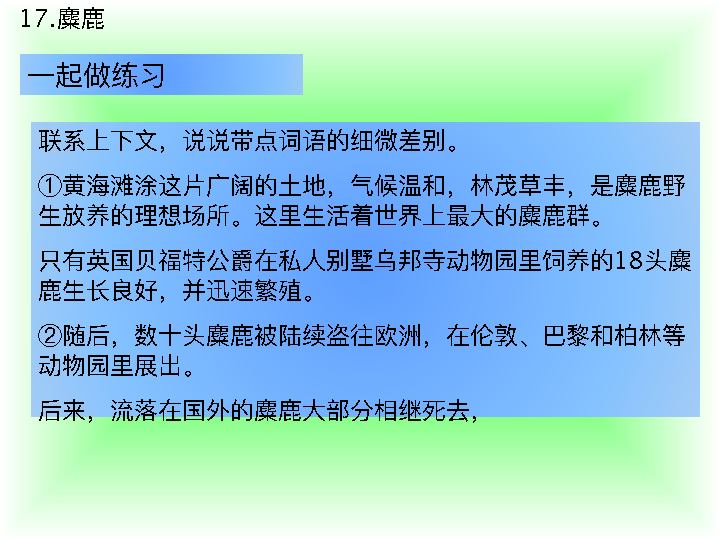 17.麋鹿
一起做练习
联系上下文，说说带点词语的细微差别。
①黄海滩涂这片广阔的土地，气候温和，林茂草丰，是麋鹿野
生放养的理想场所。这里生活着世界上最大的麋鹿群。
只有英国贝福特公爵在私人别墅乌邦寺动物园里饲养的18头麋
鹿生长良好，并迅速繁殖。
②随后，数十头麋鹿被陆续盗往欧洲，在伦敦、巴黎和柏林等
动物园里展出。
后来，流落在国外的麋鹿大部分相继死去，